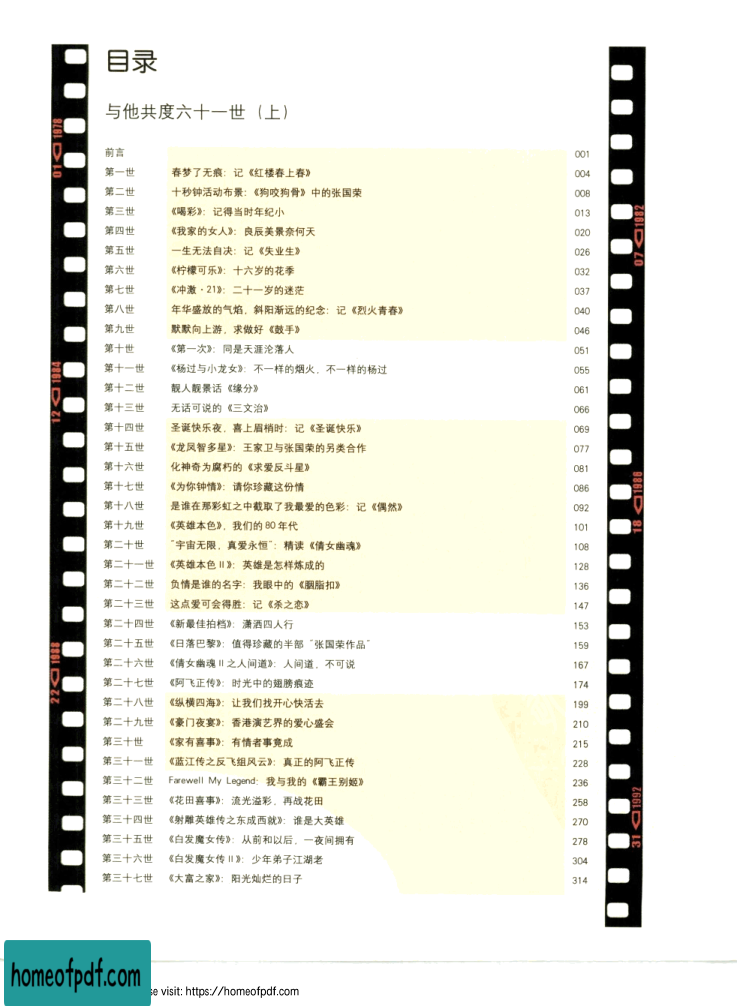 目录
与他共度六十一世（上）
前言 001
第一世 春梦了无痕：记《红楼春上春》 004
第二世 十秒钟活动布景：《狗咬狗骨》中的张国荣 008
第三世 《喝彩》：记得当时年纪小 013
第四世 《我家的女人》：良辰美景奈何天 020
第五世 一生无法自决：记《失业生》 026
第六世 《柠檬可乐》：十六岁的花季 032
第七世 《冲激·21》：二十一岁的迷茫 037
第八世 年华盛放的气焰，斜阳渐远的纪念：记《烈火青春》 040
第九世 默默向上游，求做好《鼓手》 046
第十世 《第一次》：同是天涯沦落人 051
第十一世 《杨过与小龙女》：不一样的烟火，不一样的杨过 055
第十二世 靓人靓景话《缘分》 061
第十三世 无话可说的《三文治》 066
第十四世 圣诞快乐夜，喜上眉梢时：记《圣诞快乐》 069
第十五世 《龙凤智多星》：王家卫与张国荣的另类合作 077
第十六世 化神奇为腐朽的《求爱反斗星》 081
第十七世 《为你钟情》：请你珍藏这份情 086
第十八世 是谁在那彩虹之中截取了我最爱的色彩：记《偶然》 092
第十九世 《英雄本色》，我们的80年代 101
第二十世 “宇宙无限，真爱永恒”：精读《倩女幽魂》 108
第二十一世 《英雄本色Ⅱ》：英雄是怎样炼成的 128
第二十二世 负情是谁的名字：我眼中的《胭脂扣》 136
第二十三世 这点爱可会得胜：记《杀之恋》 147
第二十四世 《新最佳拍档》：潇洒四人行 153
第二十五世 《日落巴黎》：值得珍藏的半部“张国荣作品” 159
第二十六世 《倩女幽魂Ⅱ之人间道》：人间道，不可说 167
第二十七世 《阿飞正传》：时光中的翅膀痕迹 174
第二十八世 《纵横四海》：让我们找开心快活去 199
第二十九世 《豪门夜宴》：香港演艺界的爱心盛会 210
第三十世 《家有喜事》：有情者事竟成 215
第三十一世 《蓝江传之反飞组风云》：真正的阿飞正传 228
第三十二世 Farewell My Legend：我与我的《霸王别姬》 236
第三十三世 《花田喜事》：流光溢彩，再战花田 258
第三十四世 《射雕英雄传之东成西就》：谁是大英雄 270
第三十五世 《白发魔女传》：从前和以后，一夜间拥有 278
第三十六世 《白发魔女传Ⅱ》：少年弟子江湖老 304
第三十七世 《大富之家》：阳光灿烂的日子 314
01 1978
12 1984
22 1988
07 1982
18 1986
31 1992
homeofpdf.com
se visit: https://homeofpdf.com